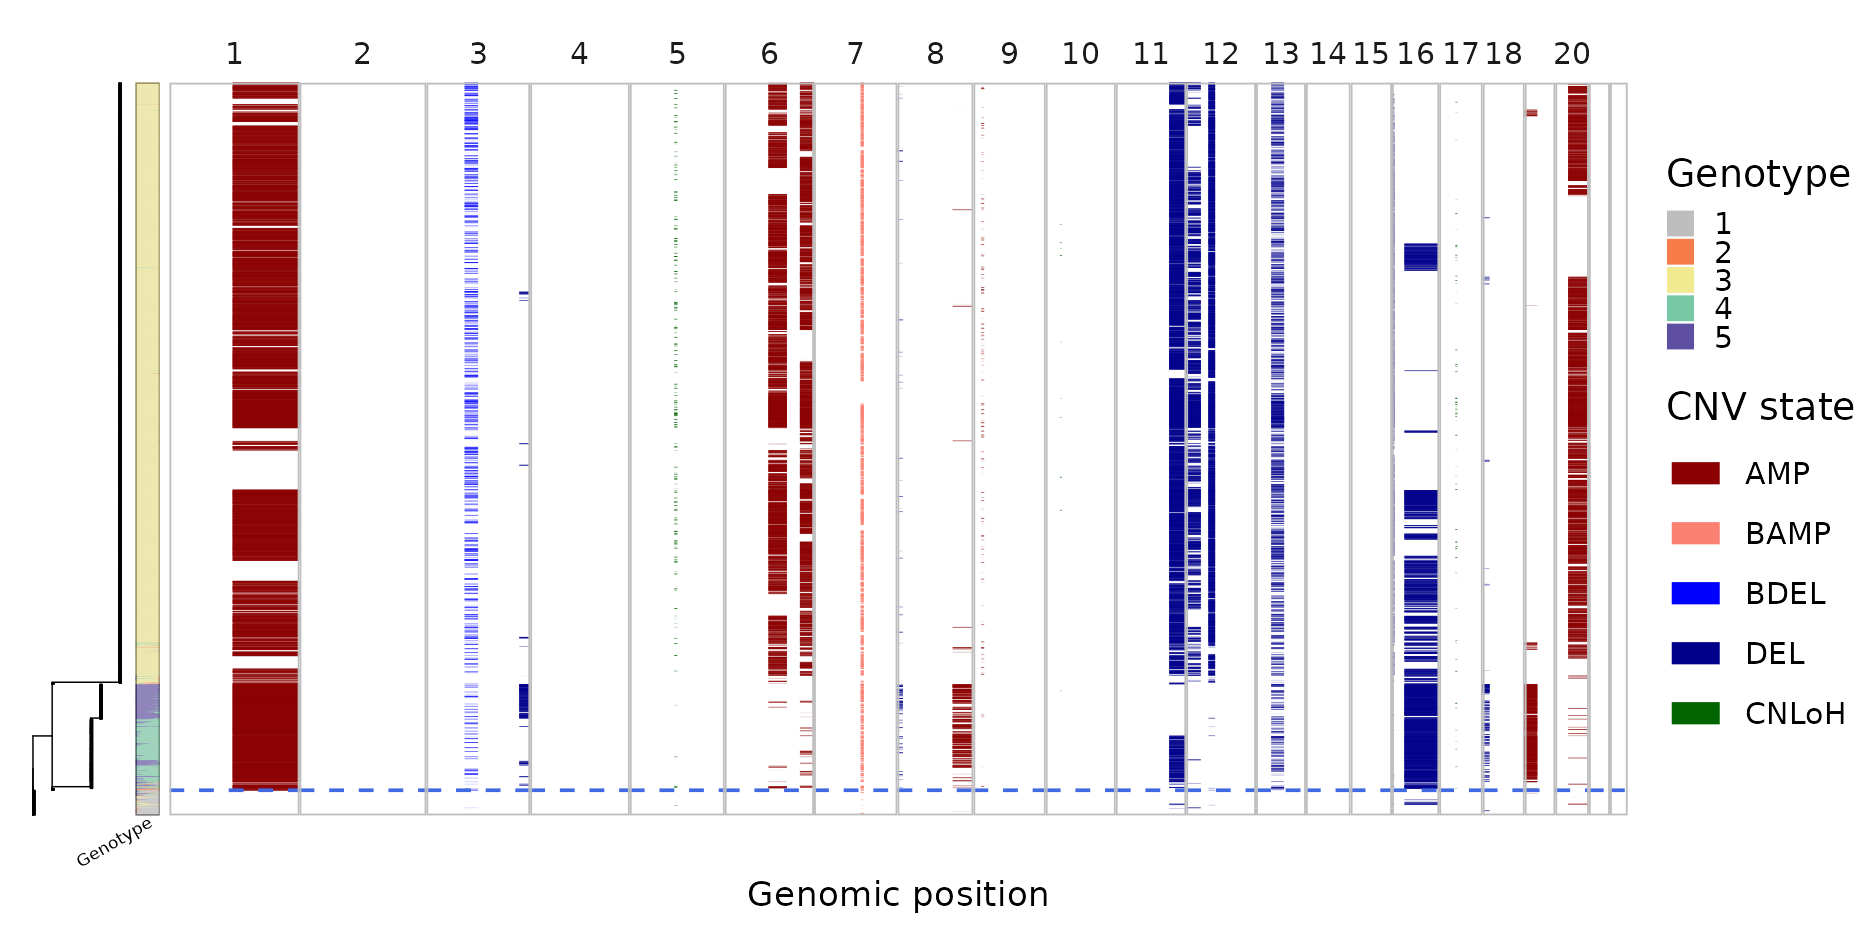 1 2 3 4 5 6 7 8 9 10 11 12 13 14 15 16 17 18 20
Genotype
1
2
3
4
5
CNV state
AMP
BAMP
BDEL
DEL
CNLoH
Genotype
Genomic position